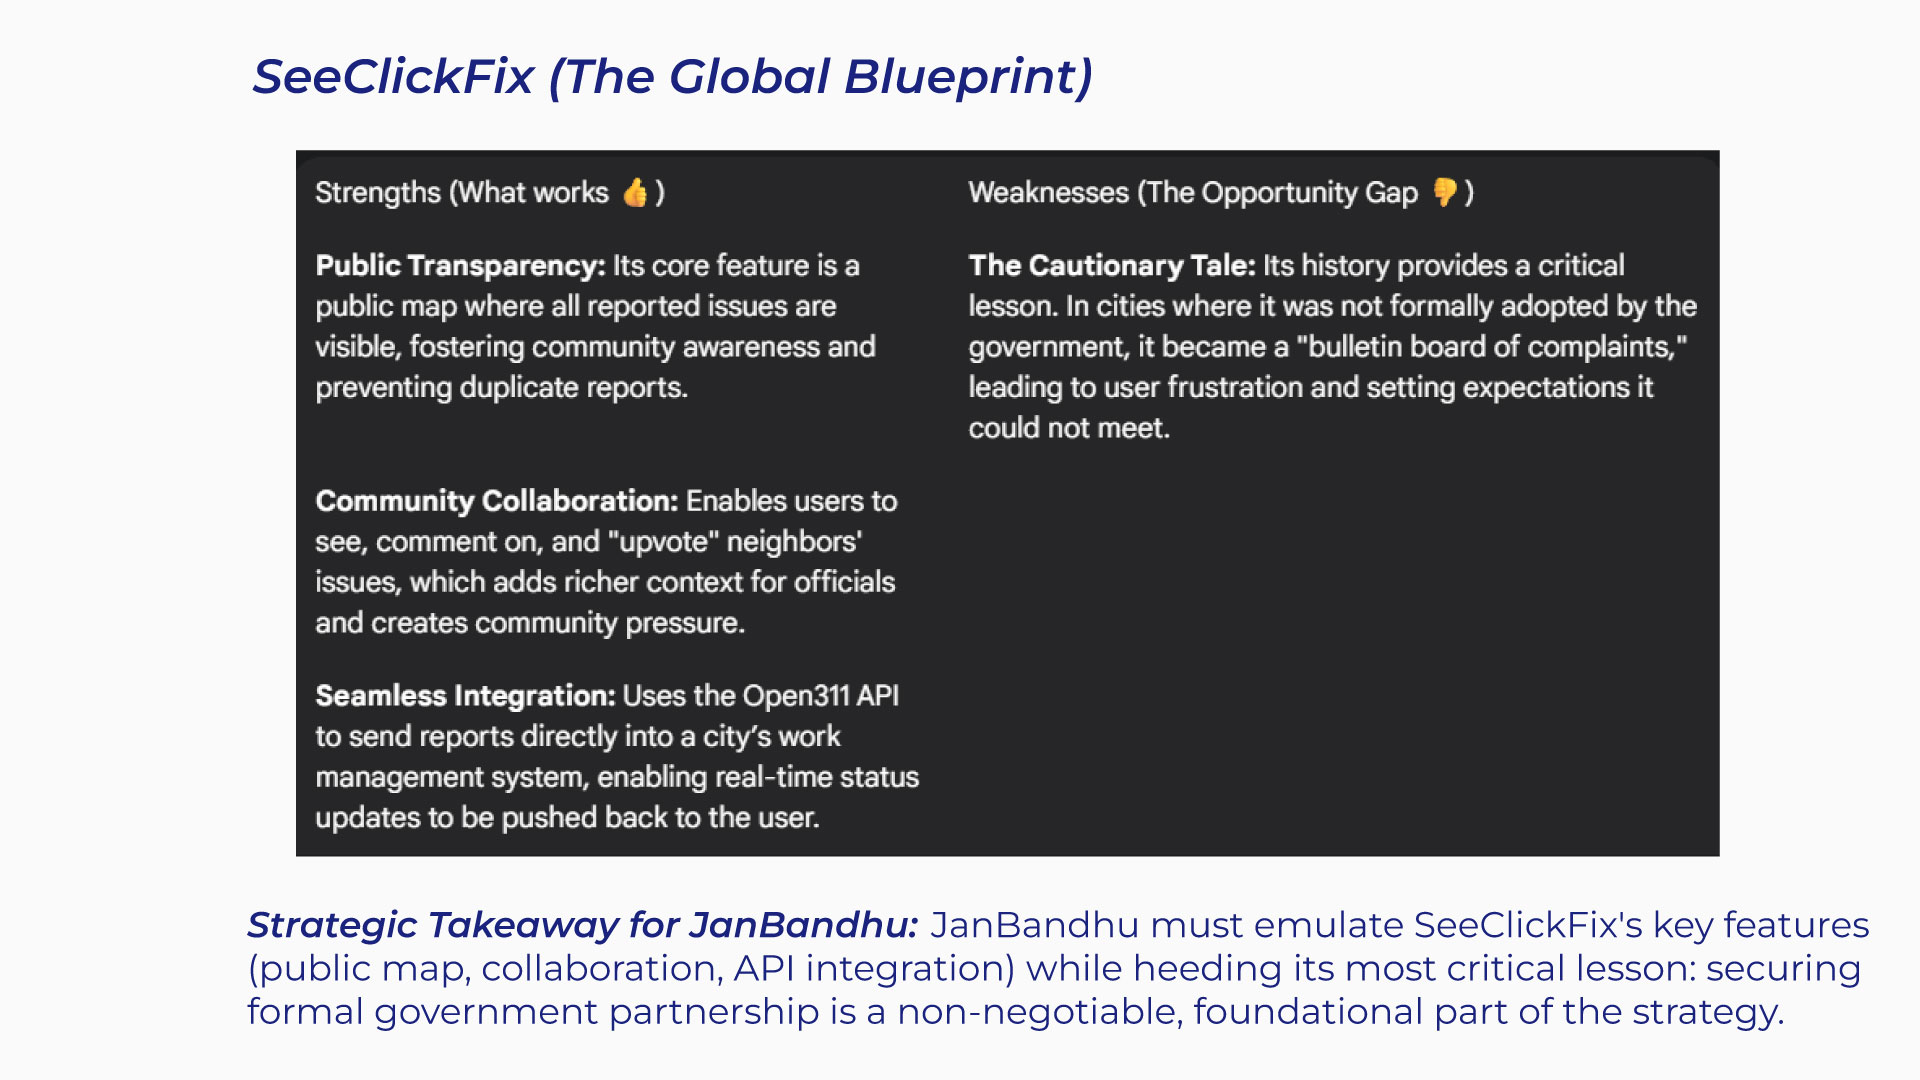 SeeClickFix (The Global Blueprint)
Strengths (What works 👍 )
Public Transparency: Its core feature is a
public map where all reported issues are
visible, fostering community awareness and
preventing duplicate reports.
Community Collaboration: Enables users to
see, comment on, and "upvote" neighbors'
issues, which adds richer context for officials
and creates community pressure.
Seamless Integration: Uses the Open311 API
to send reports directly into a city’s work
management system, enabling real-time status
updates to be pushed back to the user.
Weaknesses (The Opportunity Gap 👎 )
The Cautionary Tale: Its history provides a critical
lesson. In cities where it was not formally adopted by the
government, it became a "bulletin board of complaints,"
leading to user frustration and setting expectations it
could not meet.
Strategic Takeaway for JanBandhu: JanBandhu must emulate SeeClickFix's key features
(public map, collaboration, API integration) while heeding its most critical lesson: securing
formal government partnership is a non-negotiable, foundational part of the strategy.